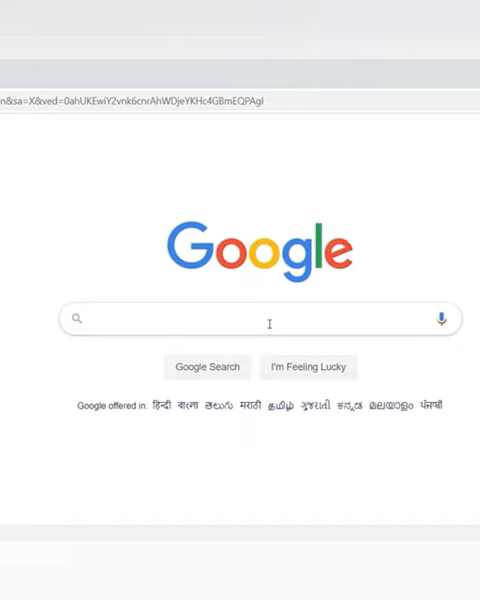 n&sa=X&ved=0ahUKEwiY2vnk6cnrAhWDjeYKHc4GBmEQPAgI
Google
Google Search
I'm Feeling Lucky
Google offered in: हिन्दी বাংলা తెలుగు मराठी தமிழ் ગુજરાતી ಕನ್ನಡ മലയാളം ਪੰਜਾਬੀ